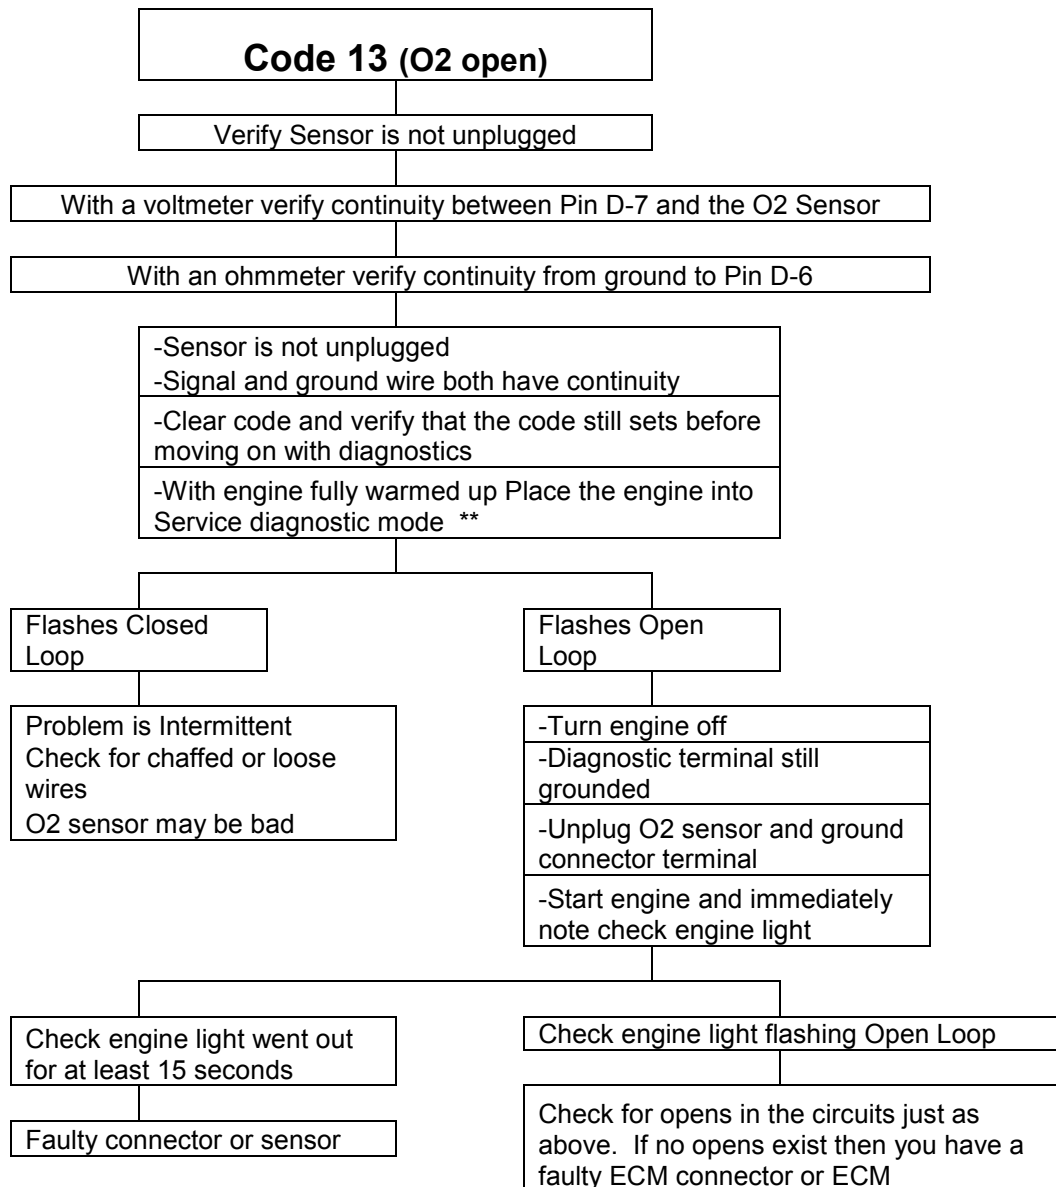 Code 13 (O2 open)
Verify Sensor is not unplugged
With a voltmeter verify continuity between Pin D-7 and the O2 Sensor
With an ohmmeter verify continuity from ground to Pin D-6
-Sensor is not unplugged
-Signal and ground wire both have continuity
-Clear code and verify that the code still sets before
moving on with diagnostics
-With engine fully warmed up Place the engine into
Service diagnostic mode  **
Flashes Closed
Loop
Problem is Intermittent
Check for chaffed or loose
wires
O2 sensor may be bad
Flashes Open
Loop
-Turn engine off
-Diagnostic terminal still
grounded
-Unplug O2 sensor and ground
connector terminal
-Start engine and immediately
note check engine light
Check engine light went out
for at least 15 seconds
Faulty connector or sensor
Check engine light flashing Open Loop
Check for opens in the circuits just as
above.  If no opens exist then you have a
faulty ECM connector or ECM